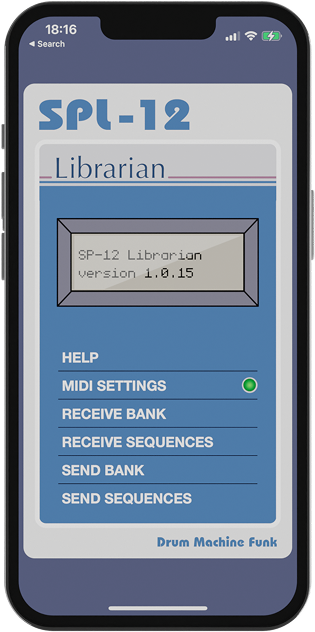 18:16
◀ Search
SPL-12
Librarian
SP-12 Librarian
version 1.0.15
HELP
MIDI SETTINGS
RECEIVE BANK
RECEIVE SEQUENCES
SEND BANK
SEND SEQUENCES
Drum Machine Funk